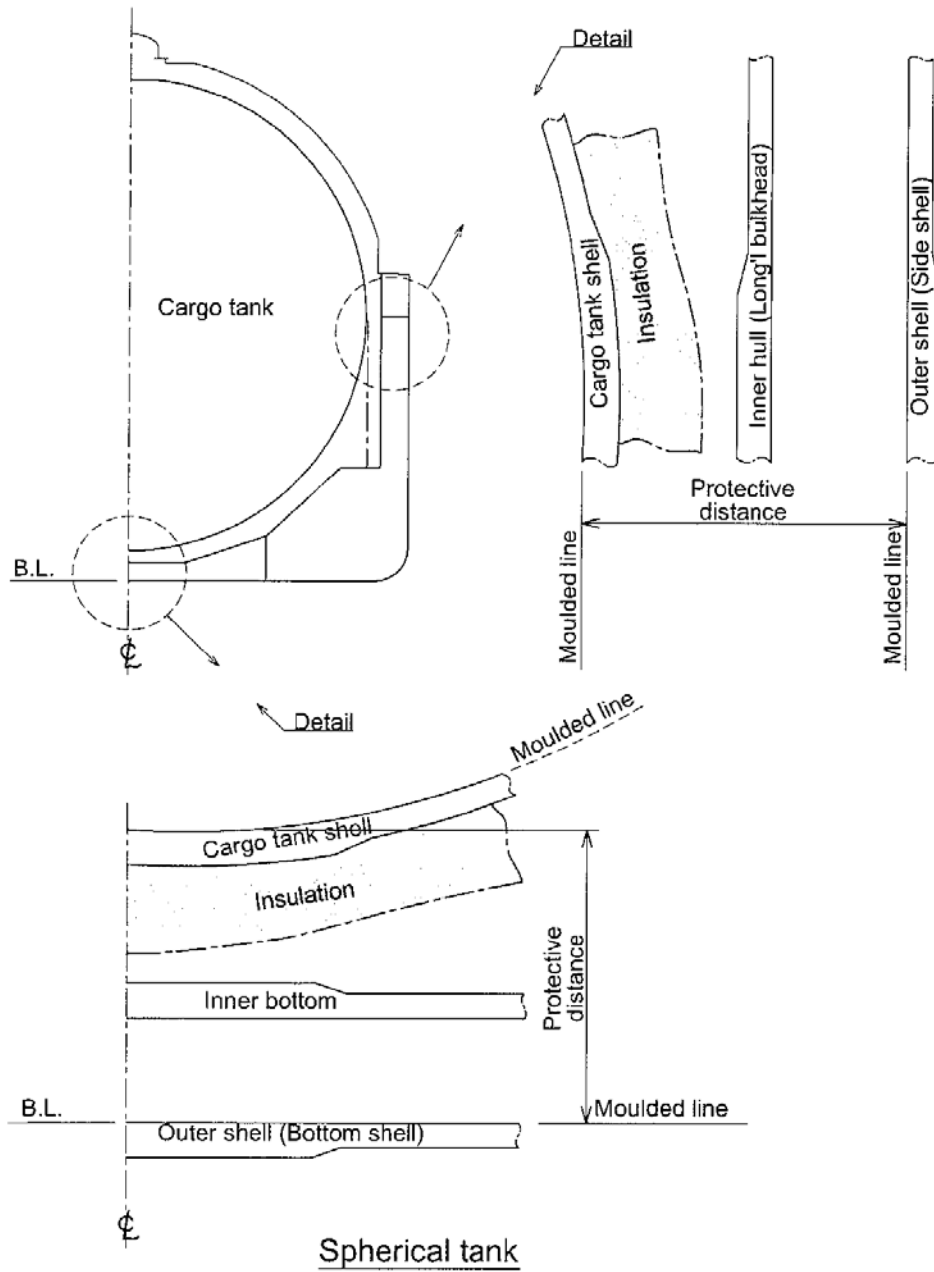 Detail
Cargo tank
Cargo tank shell
Insulation
Inner hull (Long'l bulkhead)
Outer shell (Side shell)
Protective
distance
Moulded line
Moulded line
B.L.
℄
Detail
Moulded line
Cargo tank shell
Insulation
Inner bottom
Protective
distance
B.L.
Moulded line
Outer shell (Bottom shell)
℄
Spherical tank